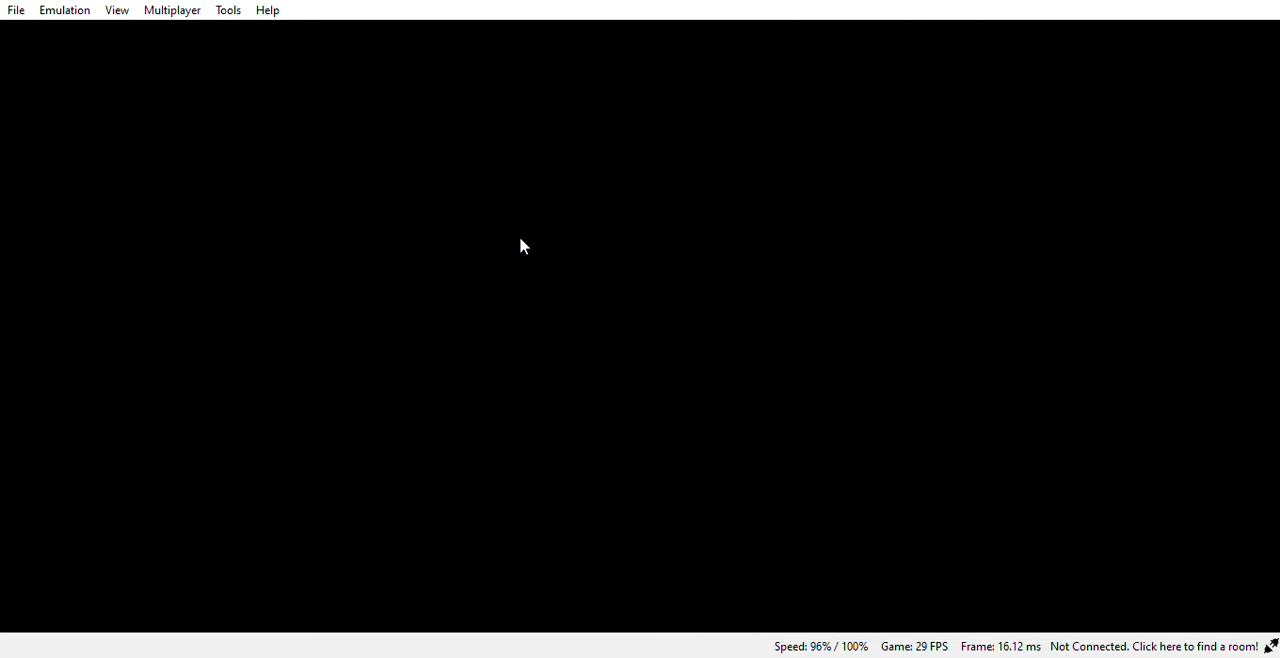 File Emulation View Multiplayer Tools Help
Speed: 96% / 100% Game: 29 FPS Frame: 16.12 ms Not Connected. Click here to find a room!